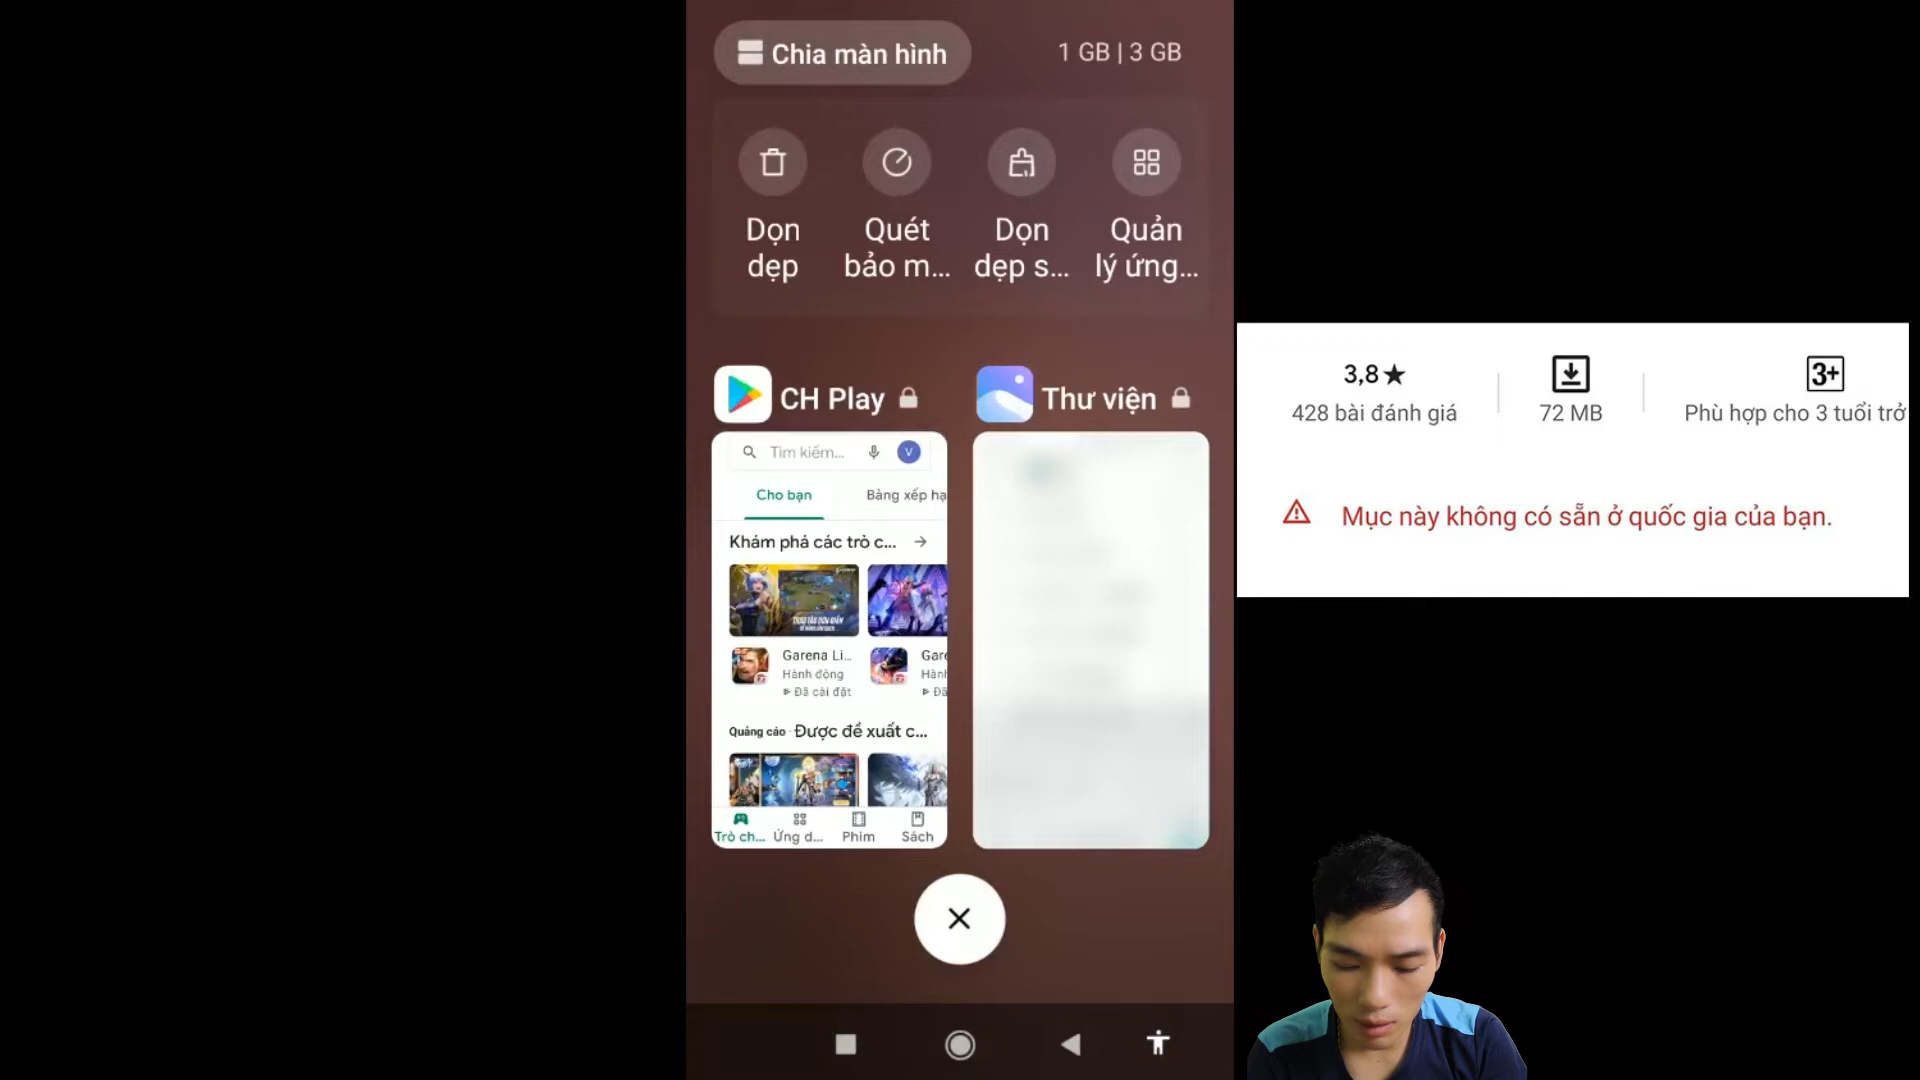 Chia màn hình
1 GB | 3 GB
Dọn
dẹp
Quét
bảo m...
Dọn
dẹp s...
Quản
lý ứng...
CH Play
Thư viện
Tìm kiếm...
V
Cho bạn
Bảng xếp hạ
Khám phá các trò c...
Garena Li...
Hành động
Đã cài đặt
Gare
Hành
Đã
Quảng cáo · Được đề xuất c...
Trò ch...
Ứng d...
Phim
Sách
3,8★
428 bài đánh giá
72 MB
3+
Phù hợp cho 3 tuổi trở
Mục này không có sẵn ở quốc gia của bạn.